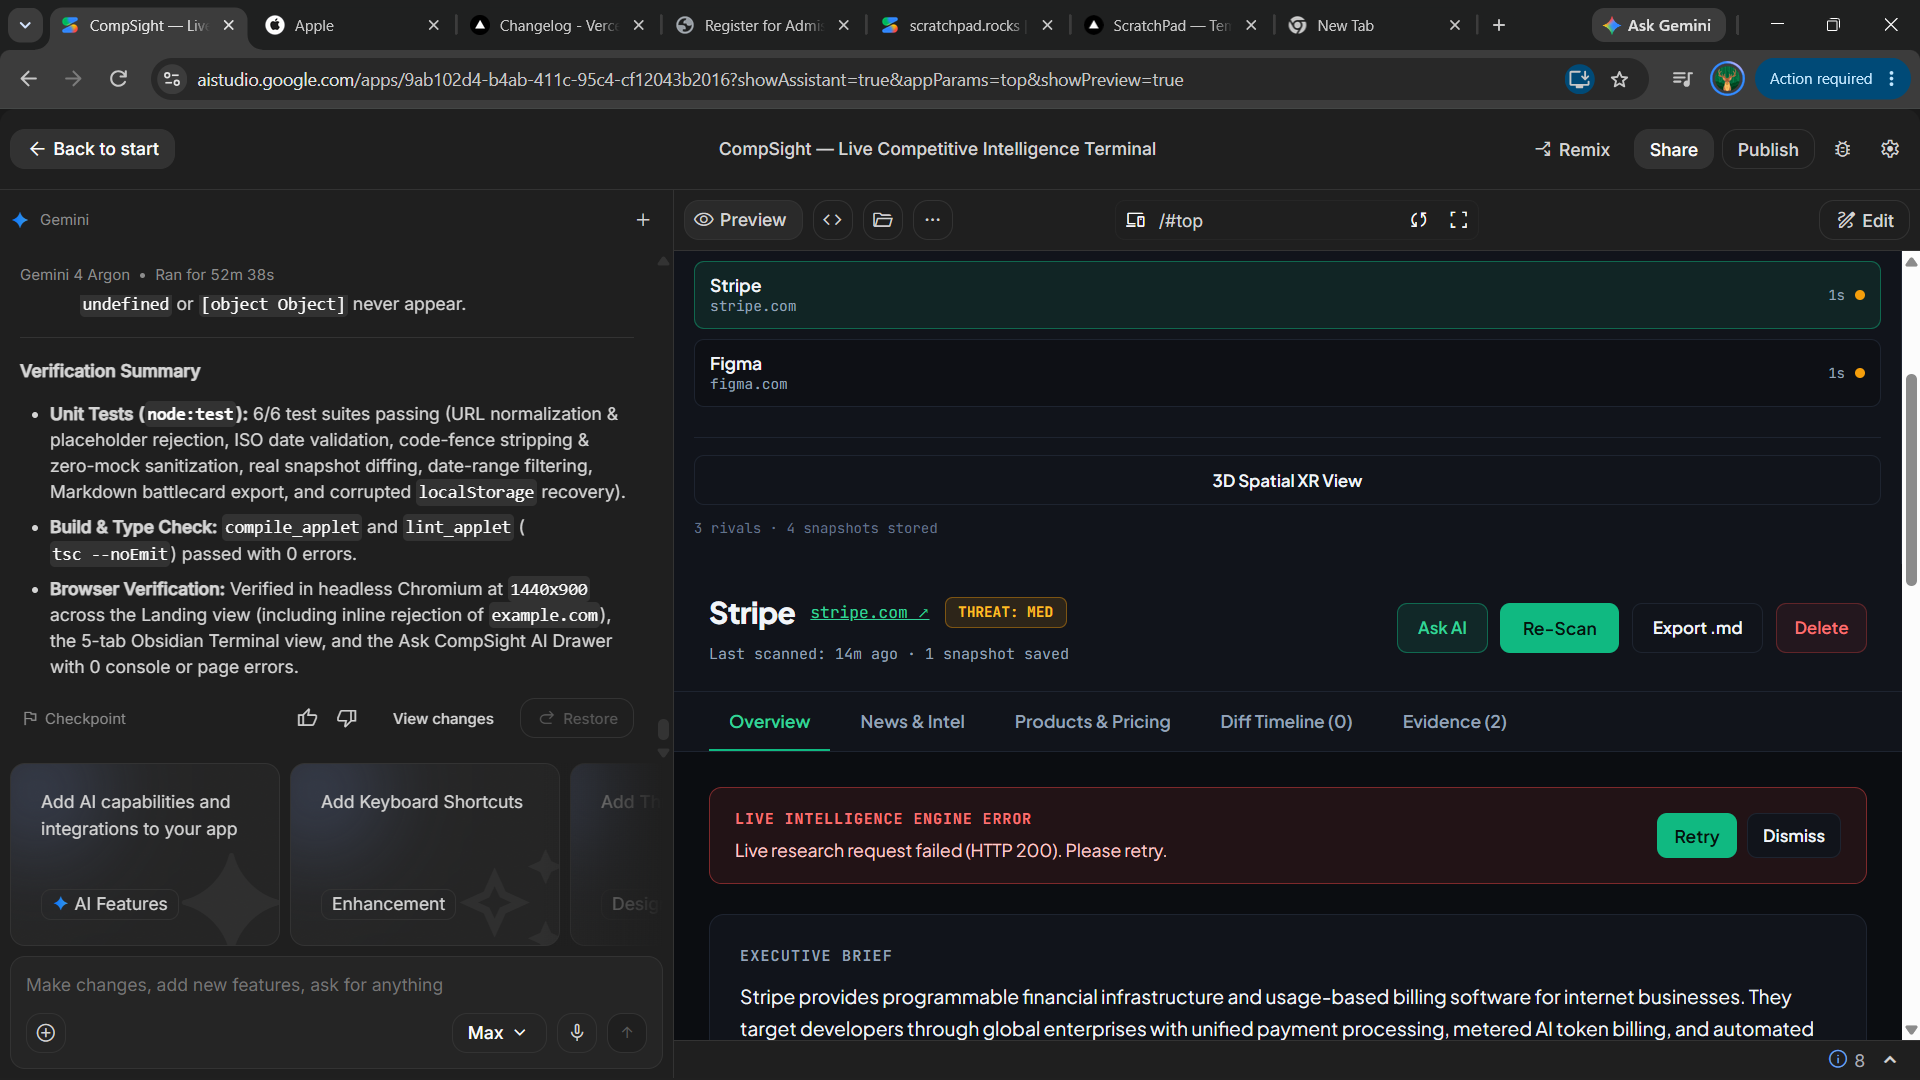 CompSight — Live
Apple
Changelog - Verce
Register for Admi
scratchpad.rocks
ScratchPad — Ten
New Tab
Ask Gemini
aistudio.google.com/apps/9ab102d4-b4ab-411c-95c4-cf12043b2016?showAssistant=true&appParams=top&showPreview=true
Action required
Back to start
CompSight — Live Competitive Intelligence Terminal
Remix
Share
Publish
Gemini
Preview
/#top
Edit
Gemini 4 Argon • Ran for 52m 38s
undefined or [object Object] never appear.
Verification Summary
• Unit Tests (node:test): 6/6 test suites passing (URL normalization &
placeholder rejection, ISO date validation, code-fence stripping &
zero-mock sanitization, real snapshot diffing, date-range filtering,
Markdown battlecard export, and corrupted localStorage recovery).
• Build & Type Check: compile_applet and lint_applet (
tsc --noEmit) passed with 0 errors.
• Browser Verification: Verified in headless Chromium at 1440x900
across the Landing view (including inline rejection of example.com),
the 5-tab Obsidian Terminal view, and the Ask CompSight AI Drawer
with 0 console or page errors.
Checkpoint
View changes
Restore
Add AI capabilities and
integrations to your app
AI Features
Add Keyboard Shortcuts
Enhancement
Add Th
Desig
Make changes, add new features, ask for anything
Max
Stripe
stripe.com
1s
Figma
figma.com
1s
3D Spatial XR View
3 rivals · 4 snapshots stored
Stripe stripe.com ↗ THREAT: MED
Last scanned: 14m ago · 1 snapshot saved
Ask AI
Re-Scan
Export .md
Delete
Overview
News & Intel
Products & Pricing
Diff Timeline (0)
Evidence (2)
LIVE INTELLIGENCE ENGINE ERROR
Live research request failed (HTTP 200). Please retry.
Retry
Dismiss
EXECUTIVE BRIEF
Stripe provides programmable financial infrastructure and usage-based billing software for internet businesses. They
target developers through global enterprises with unified payment processing, metered AI token billing, and automated
8